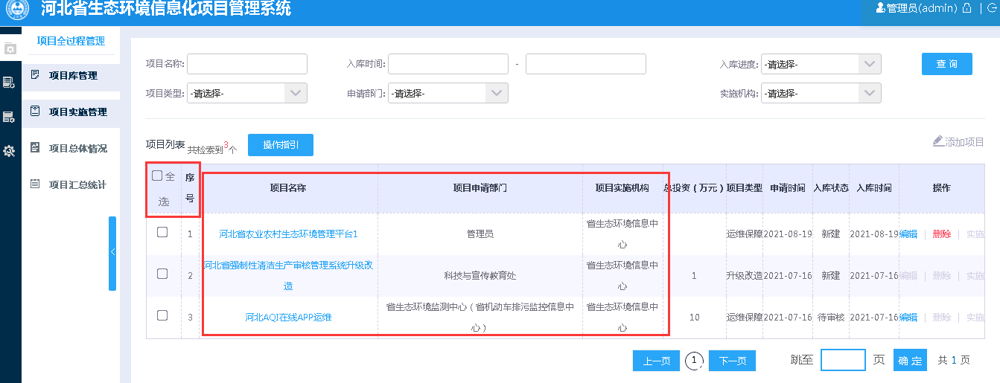 河北省生态环境信息化项目管理系统
管理员(admin)
项目全过程管理
项目库管理
项目实施管理
项目总体情况
项目汇总统计
项目名称:
入库时间:
-
入库进度:
-请选择-
查 询
项目类型:
-请选择-
申请部门:
-请选择-
实施机构:
-请选择-
项目列表 共检索到3个
操作指引
添加项目
全
选
序
号
项目名称
项目申请部门
项目实施机构
总投资（万元）
项目类型
申请时间
入库状态
入库时间
操作
1
河北省农业农村生态环境管理平台1
管理员
省生态环境信息中
心
运维保障
2021-08-19
新建
2021-08-19
编辑 | 删除 | 实施
2
河北省强制性清洁生产审核管理系统升级改
造
科技与宣传教育处
省生态环境信息中
心
1
升级改造
2021-07-16
新建
2021-07-16
编辑 | 删除 | 实施
3
河北AQI在线APP运维
省生态环境监测中心（省机动车排污监控信息中
心）
省生态环境信息中
心
10
运维保障
2021-07-16
待审核
2021-07-16
编辑 | 删除 | 实施
上一页
1
下一页
跳至
页
确 定
共 1 页